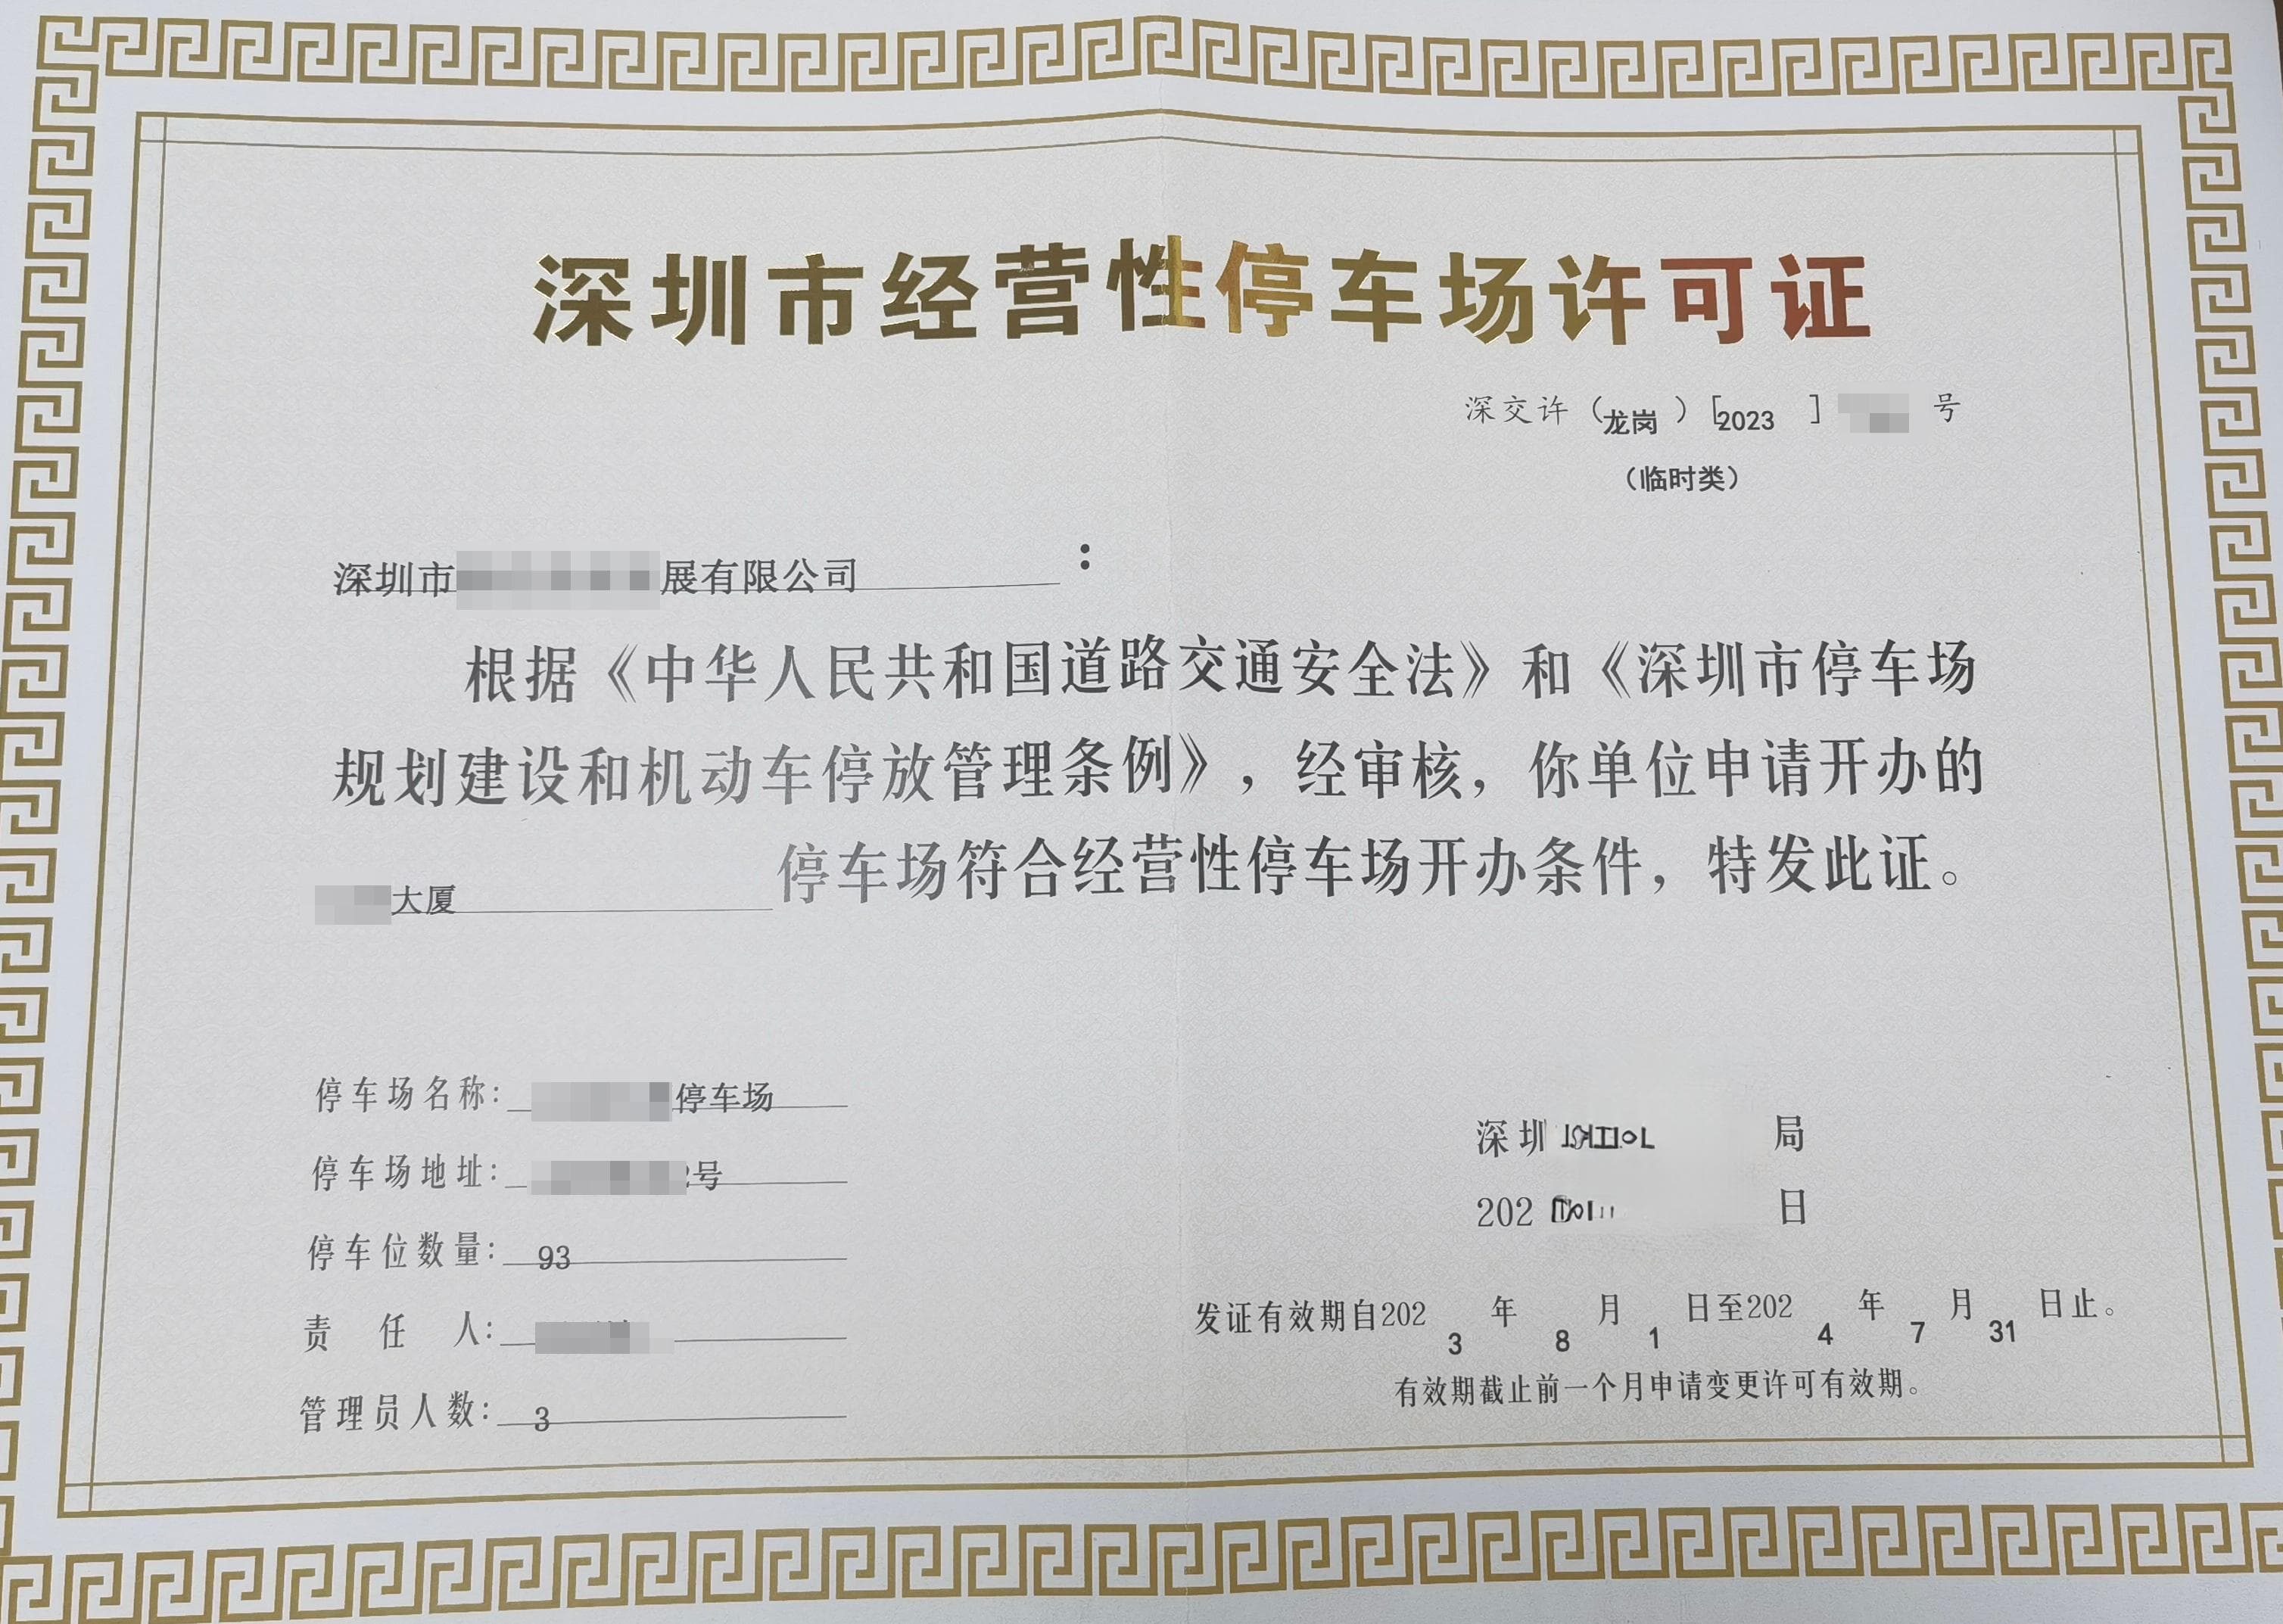 深圳市经营性停车场许可证
深交许（龙岗）［2023］号
（临时类）
深圳市展有限公司：
根据《中华人民共和国道路交通安全法》和《深圳市停车场
规划建设和机动车停放管理条例》，经审核，你单位申请开办的
大厦停车场符合经营性停车场开办条件，特发此证。
停车场名称：停车场
停车场地址：号
停车位数量：93
责任人：
管理员人数：3
深圳局
202日
发证有效期自2023年8月1日至2024年7月31日止。
有效期截止前一个月申请变更许可有效期。